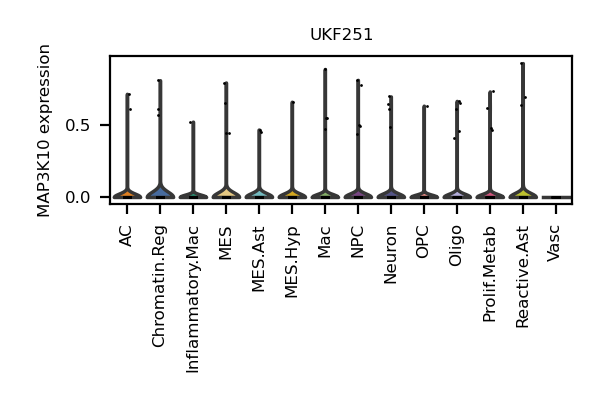 UKF251
MAP3K10 expression
0.5
0.0
AC
Chromatin.Reg
Inflammatory.Mac
MES
MES.Ast
MES.Hyp
Mac
NPC
Neuron
OPC
Oligo
Prolif.Metab
Reactive.Ast
Vasc